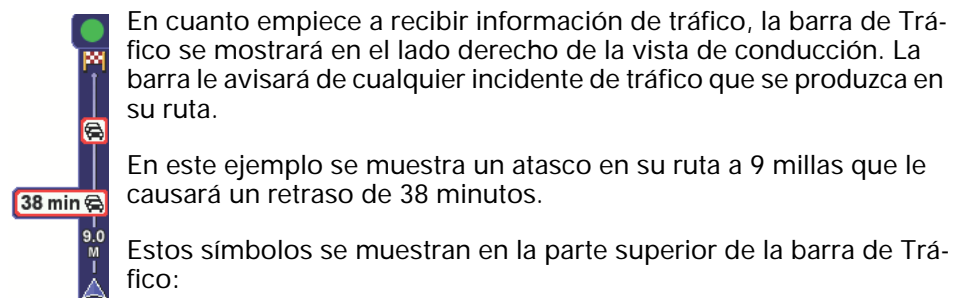 En cuanto empiece a recibir información de tráfico, la barra de Trá-
fico se mostrará en el lado derecho de la vista de conducción. La
barra le avisará de cualquier incidente de tráfico que se produzca en
su ruta.
En este ejemplo se muestra un atasco en su ruta a 9 millas que le
causará un retraso de 38 minutos.
38 min
9.0
M
Estos símbolos se muestran en la parte superior de la barra de Trá-
fico: